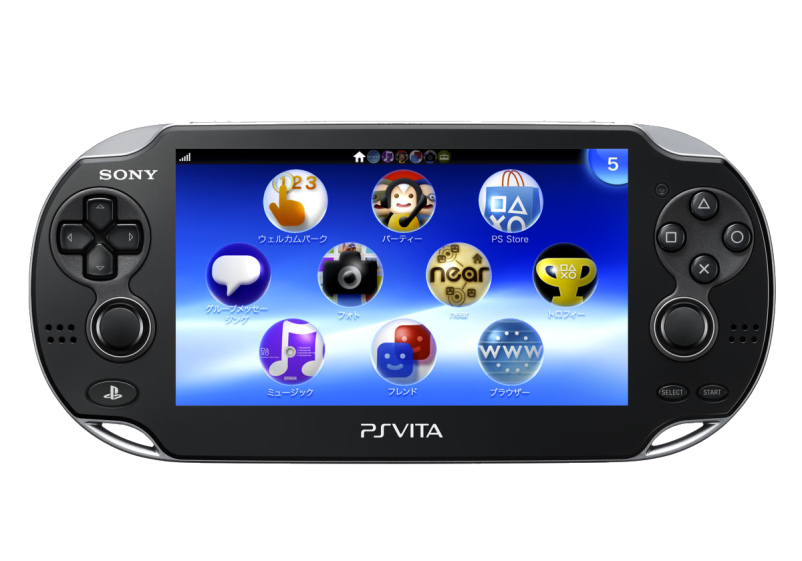 SONY
5
123
ウェルカムパーク
パーティー
PS Store
near
グループメッセー
ジング
フォト
near
トロフィー
WWW
ミュージック
フレンド
ブラウザー
SELECT
START
PSVITA